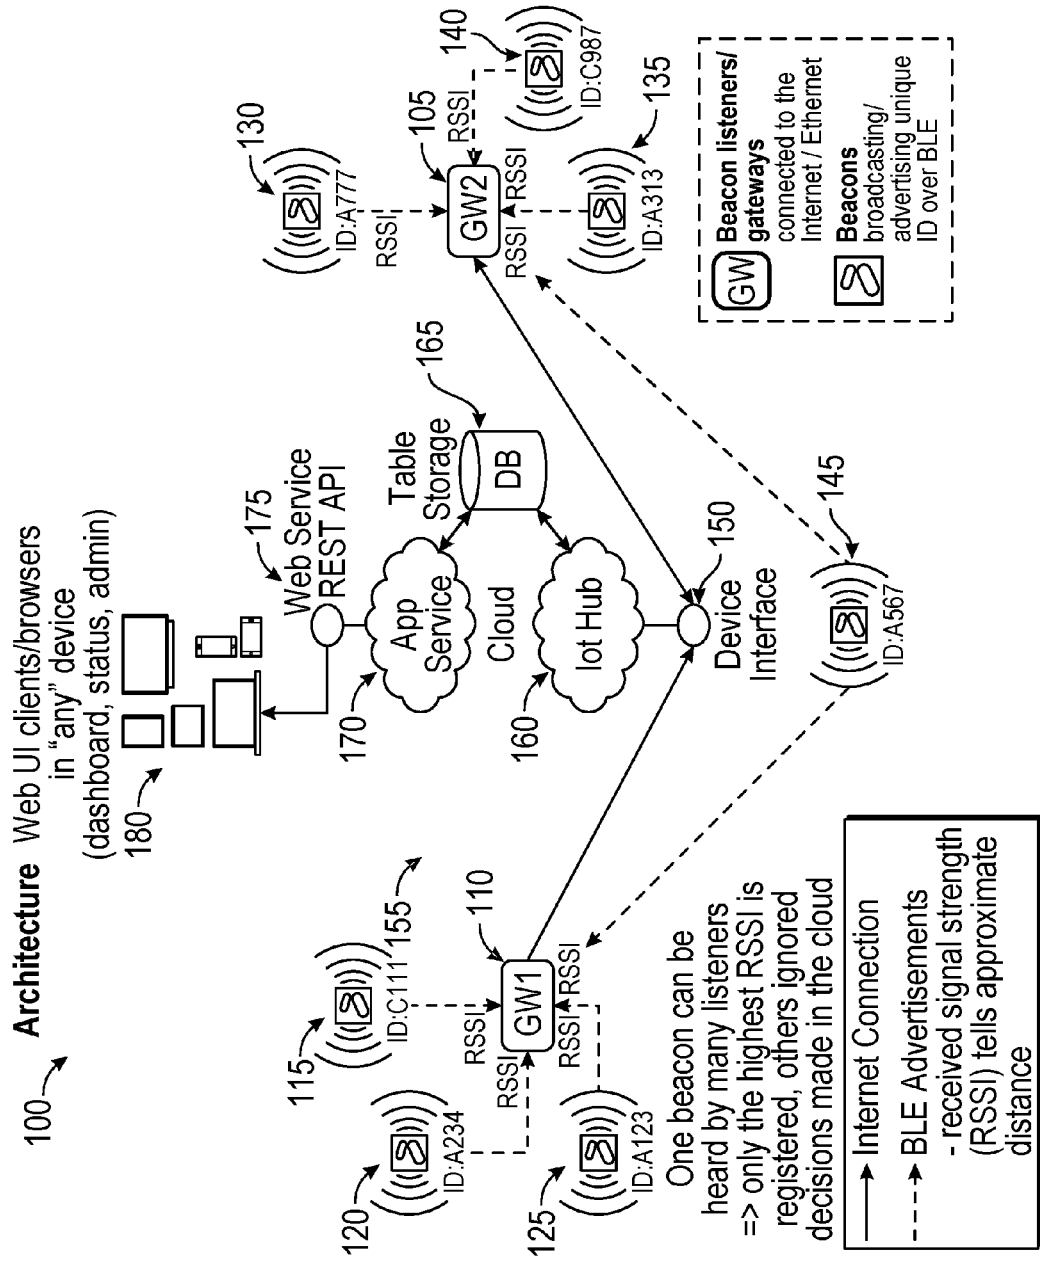 100
Architecture Web UI clients/browsers
in "any" device
(dashboard, status, admin)
180
175
Web Service
REST API
170
App
Service
Cloud
Table
Storage
165
DB
160
Iot Hub
150
Device
Interface
155
115
ID:C111
RSSI
120
ID:A234
RSSI
110
GW1
RSSI
RSSI
125
ID:A123
130
ID:A777
RSSI
140
ID:C987
RSSI
105
GW2
RSSI
RSSI
135
ID:A313
145
ID:A567
One beacon can be
heard by many listeners
=> only the highest RSSI is
registered, others ignored
decisions made in the cloud
Internet Connection
BLE Advertisements
- received signal strength
(RSSI) tells approximate
distance
GW
Beacon listeners/
gateways
connected to the
Internet / Ethernet
Beacons
broadcasting/
advertising unique
ID over BLE